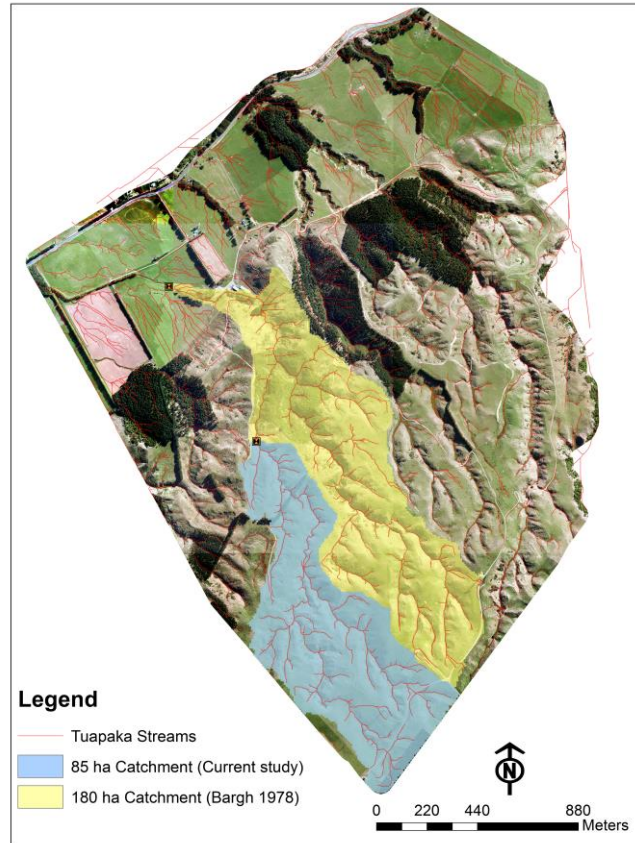 Legend
Tuapaka Streams
85 ha Catchment (Current study)
180 ha Catchment (Bargh 1978)
N
0 220 440 880
Meters